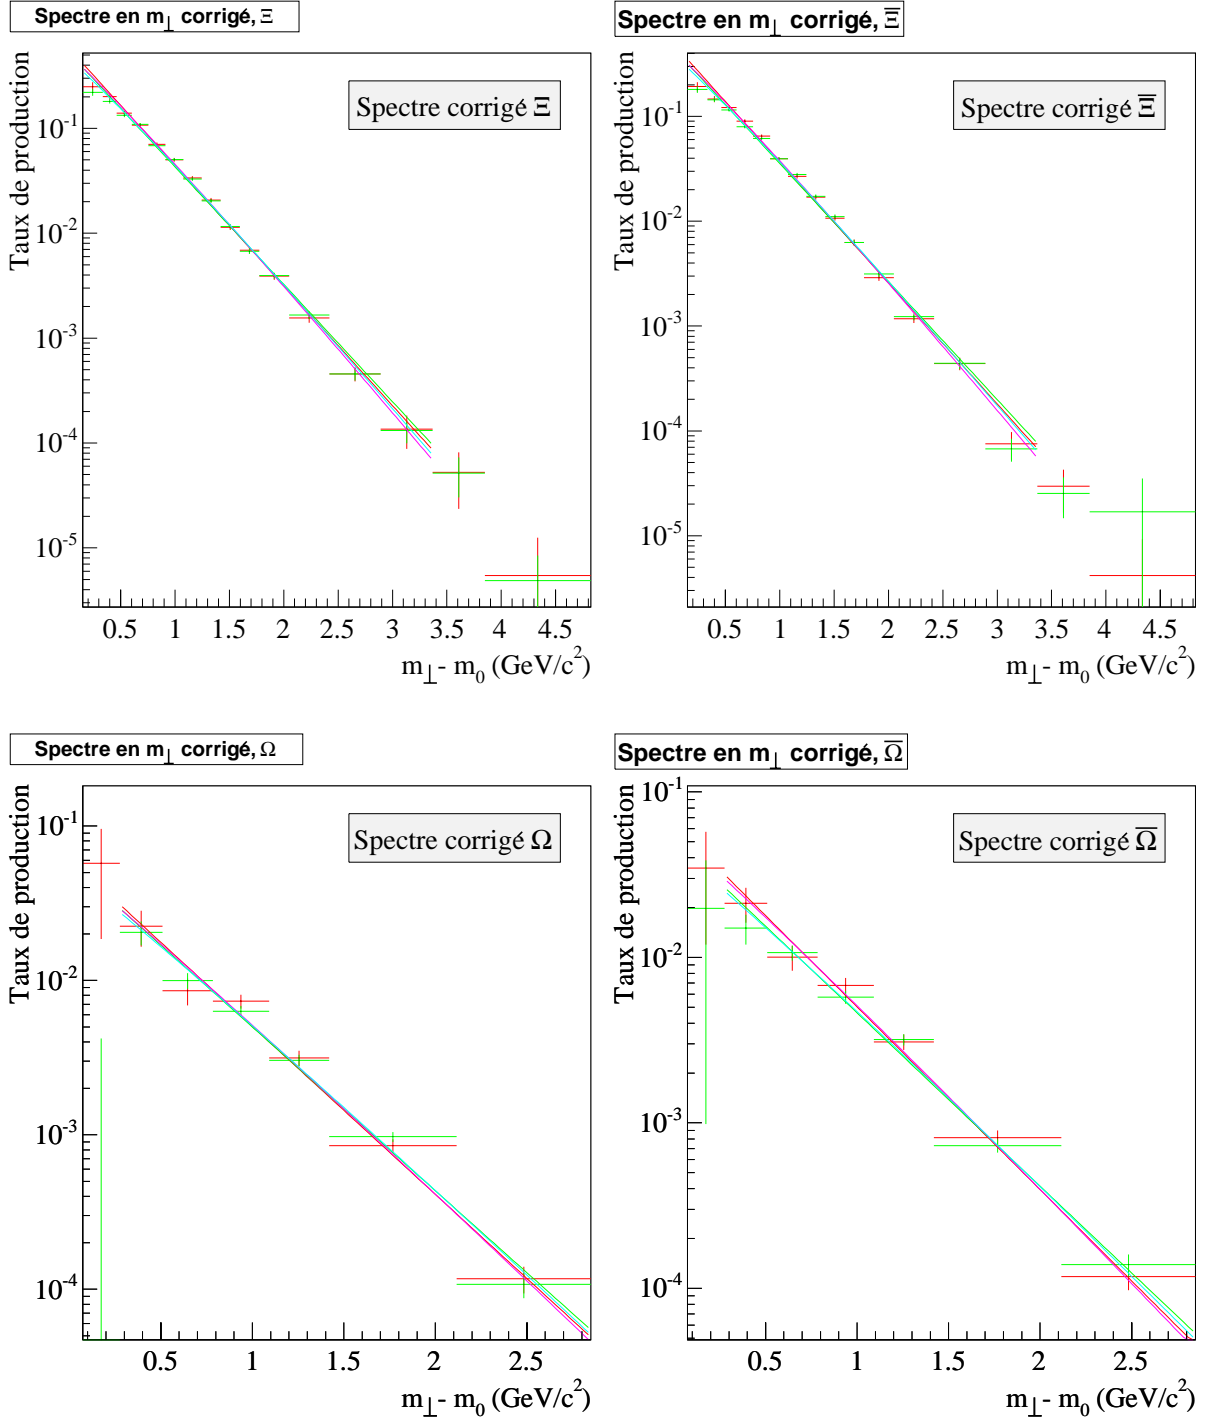 Spectre en m⊥ corrigé, Ξ
Taux de production
Spectre corrigé Ξ
10⁻¹
10⁻²
10⁻³
10⁻⁴
10⁻⁵
0.5 1 1.5 2 2.5 3 3.5 4 4.5
m⊥- m₀ (GeV/c²)
Spectre en m⊥ corrigé, Ξ̅
Taux de production
Spectre corrigé Ξ̅
10⁻¹
10⁻²
10⁻³
10⁻⁴
10⁻⁵
0.5 1 1.5 2 2.5 3 3.5 4 4.5
m⊥- m₀ (GeV/c²)
Spectre en m⊥ corrigé, Ω
Taux de production
Spectre corrigé Ω
10⁻¹
10⁻²
10⁻³
10⁻⁴
0.5 1 1.5 2 2.5
m⊥- m₀ (GeV/c²)
Spectre en m⊥ corrigé, Ω̅
Taux de production
Spectre corrigé Ω̅
10⁻¹
10⁻²
10⁻³
10⁻⁴
0.5 1 1.5 2 2.5
m⊥- m₀ (GeV/c²)